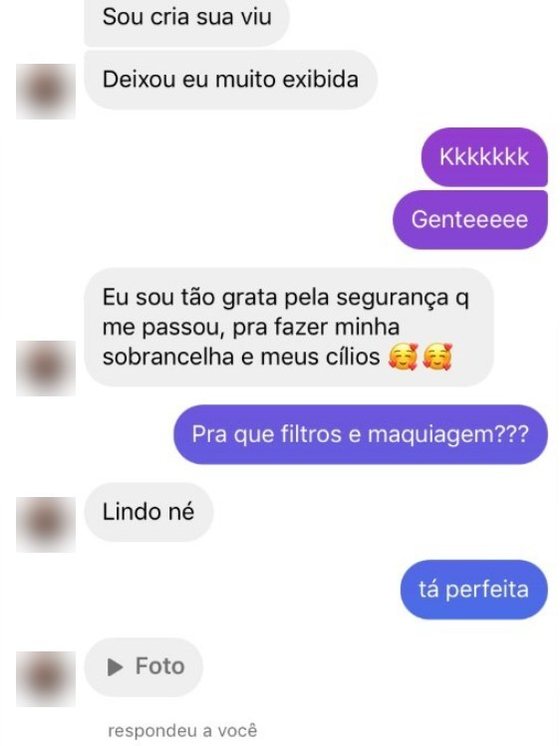 Sou cria sua viu
Deixou eu muito exibida
Kkkkkkk
Genteeeee
Eu sou tão grata pela segurança q
me passou, pra fazer minha
sobrancelha e meus cílios 🥰 🥰
Pra que filtros e maquiagem???
Lindo né
tá perfeita
▶ Foto
respondeu a você